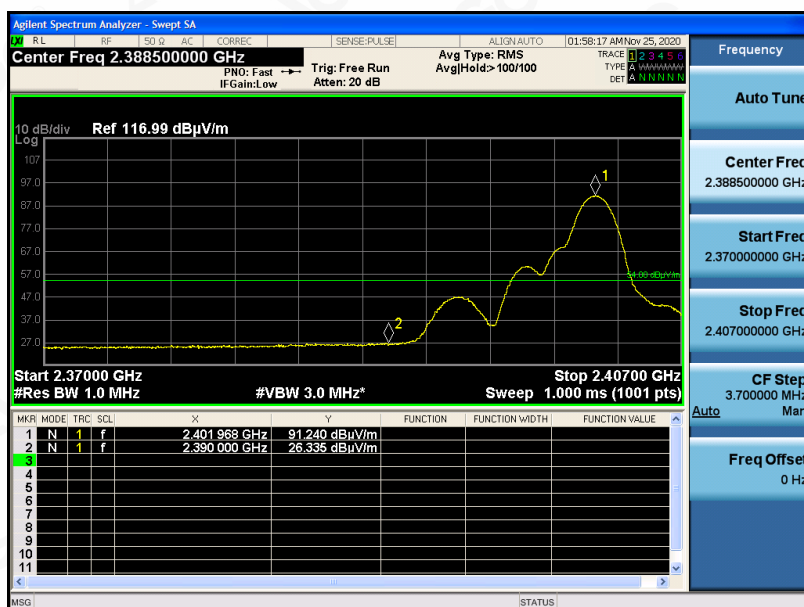 Agilent Spectrum Analyzer - Swept SA
LXI RL RF 50 Ω AC CORREC SENSE:PULSE ALIGN AUTO 01:58:17 AM Nov 25, 2020
Center Freq 2.388500000 GHz
PNO: Fast
IFGain:Low
Trig: Free Run
Atten: 20 dB
Avg Type: RMS
Avg|Hold:>100/100
TRACE 1 2 3 4 5 6
TYPE A WWWWW
DET A N N N N N
10 dB/div Ref 116.99 dBµV/m
Log
107
97.0
87.0
77.0
67.0
57.0
47.0
37.0
27.0
1
54.00 dBµV/m
2
Start 2.37000 GHz Stop 2.40700 GHz
#Res BW 1.0 MHz #VBW 3.0 MHz* Sweep 1.000 ms (1001 pts)
MKR MODE TRC SCL X Y FUNCTION FUNCTION WIDTH FUNCTION VALUE
1 N 1 f 2.401 968 GHz 91.240 dBµV/m
2 N 1 f 2.390 000 GHz 26.335 dBµV/m
3
4
5
6
7
8
9
10
11
MSG STATUS
Frequency
Auto Tune
Center Freq
2.388500000 GHz
Start Freq
2.370000000 GHz
Stop Freq
2.407000000 GHz
CF Step
3.700000 MHz
Auto Man
Freq Offset
0 Hz